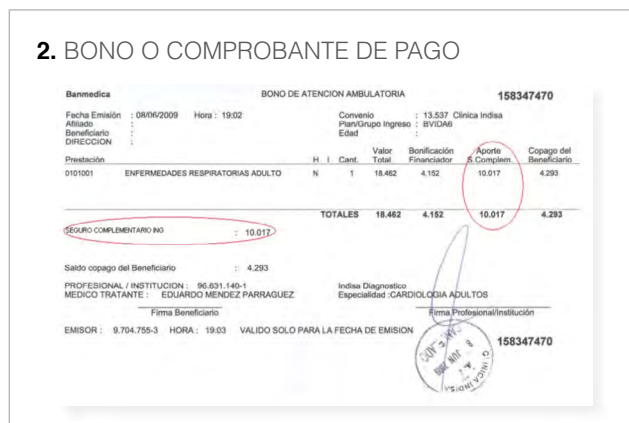 2. BONO O COMPROBANTE DE PAGO
Banmedica BONO DE ATENCION AMBULATORIA 158347470
Fecha Emisión : 08/06/2009 Hora : 19:02 Convenio : 13.537 Clínica Indisa
Afiliado : Plan/Grupo Ingreso : BVIDA6
Beneficiario : Edad :
DIRECCION :
Prestación H I Cant. Valor Total Bonificación Financiador Aporte S.Complem. Copago del Beneficiario
0101001 ENFERMEDADES RESPIRATORIAS ADULTO N 1 18.462 4.152 10.017 4.293
TOTALES 18.462 4.152 10.017 4.293
SEGURO COMPLEMENTARIO ING : 10.017
Saldo copago del Beneficiario : 4.293
PROFESIONAL / INSTITUCION : 96.631.140-1 Indisa Diagnostico
MEDICO TRATANTE : EDUARDO MENDEZ PARRAGUEZ Especialidad :CARDIOLOGIA ADULTOS
Firma Beneficiario Firma Profesional/Institución
EMISOR : 9.704.755-3 HORA : 19:03 VALIDO SOLO PARA LA FECHA DE EMISION
158347470
CLINICA INDISA